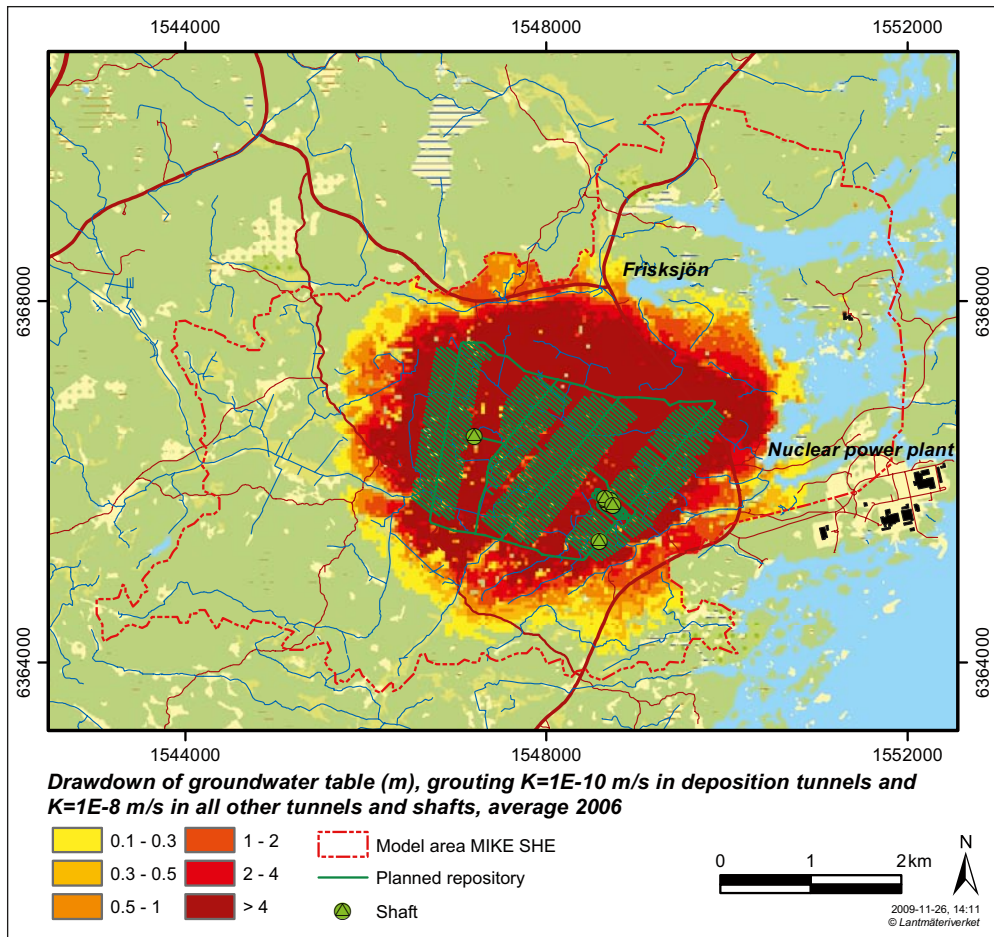 1544000 1548000 1552000
6368000 6368000
Frisksjön
Nuclear power plant
6364000 6364000
1544000 1548000 1552000
Drawdown of groundwater table (m), grouting K=1E-10 m/s in deposition tunnels and
K=1E-8 m/s in all other tunnels and shafts, average 2006
0.1 - 0.3
0.3 - 0.5
0.5 - 1
1 - 2
2 - 4
> 4
Model area MIKE SHE
Planned repository
Shaft
0 1 2 km
N
2009-11-26, 14:11
© Lantmäteriverket